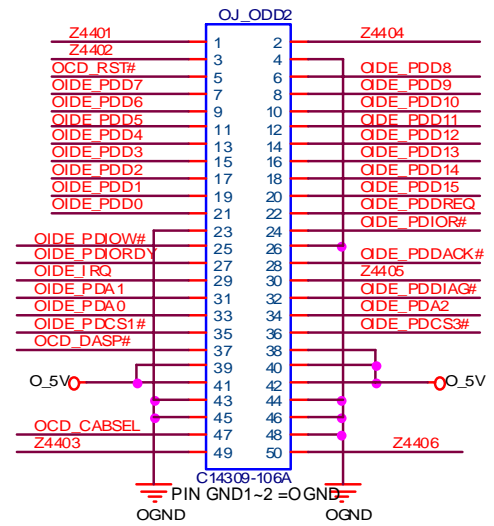 OJ_ODD2
Z4401 1 2 Z4404
Z4402 3 4
OCD_RST# 5 6 OIDE_PDD8
OIDE_PDD7 7 8 OIDE_PDD9
OIDE_PDD6 9 10 OIDE_PDD10
OIDE_PDD5 11 12 OIDE_PDD11
OIDE_PDD4 13 14 OIDE_PDD12
OIDE_PDD3 15 16 OIDE_PDD13
OIDE_PDD2 17 18 OIDE_PDD14
OIDE_PDD1 19 20 OIDE_PDD15
OIDE_PDD0 21 22 OIDE_PDDREQ
23 24 OIDE_PDIOR#
OIDE_PDIOW# 25 26
OIDE_PDIORDY 27 28 OIDE_PDDACK#
OIDE_IRQ 29 30 Z4405
OIDE_PDA1 31 32 OIDE_PDDIAG#
OIDE_PDA0 33 34 OIDE_PDA2
OIDE_PDCS1# 35 36 OIDE_PDCS3#
OCD_DASP# 37 38
39 40
O_5V 41 42 O_5V
43 44
45 46
OCD_CABSEL 47 48
Z4403 49 50 Z4406
C14309-106A
PIN GND1~2 =OGND
OGND OGND